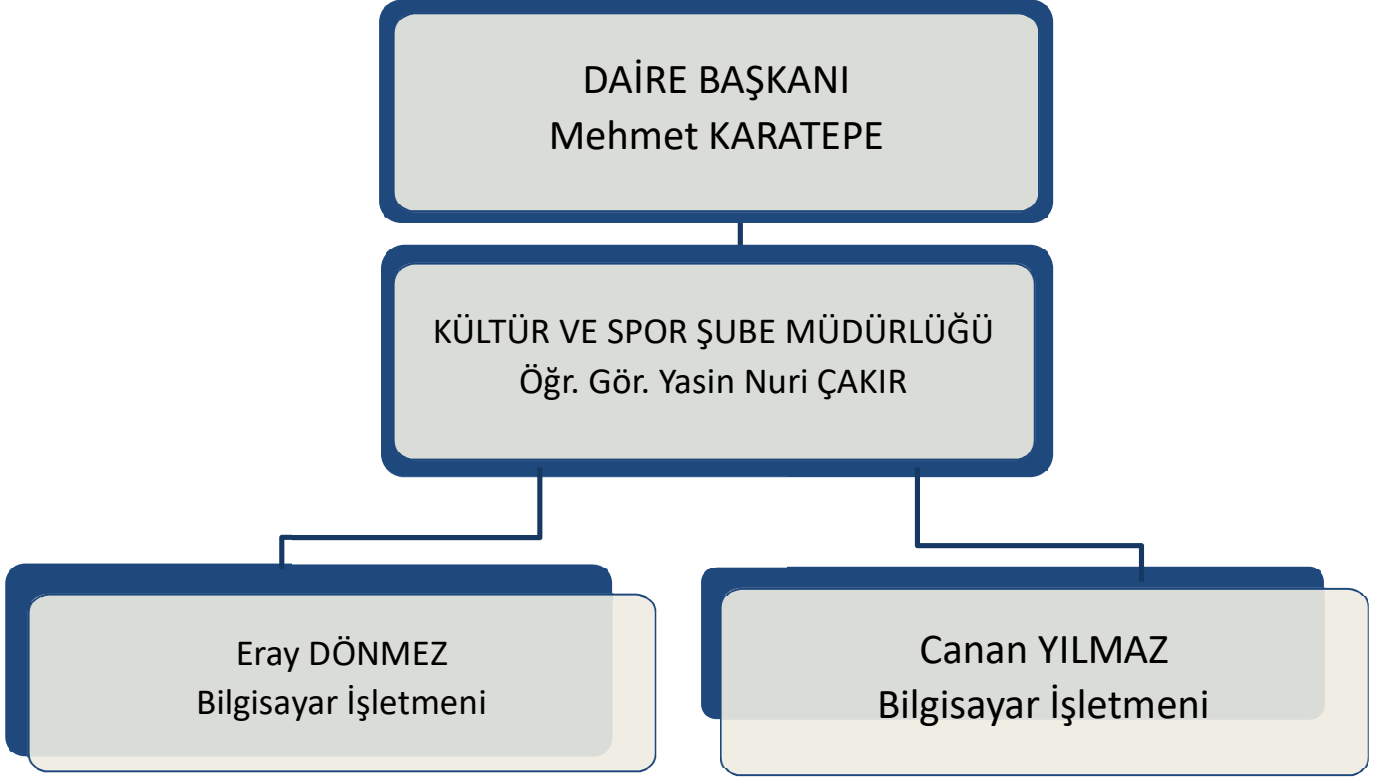 DAİRE BAŞKANI
Mehmet KARATEPE
KÜLTÜR VE SPOR ŞUBE MÜDÜRLÜĞÜ
Öğr. Gör. Yasin Nuri ÇAKIR
Eray DÖNMEZ
Bilgisayar İşletmeni
Canan YILMAZ
Bilgisayar İşletmeni